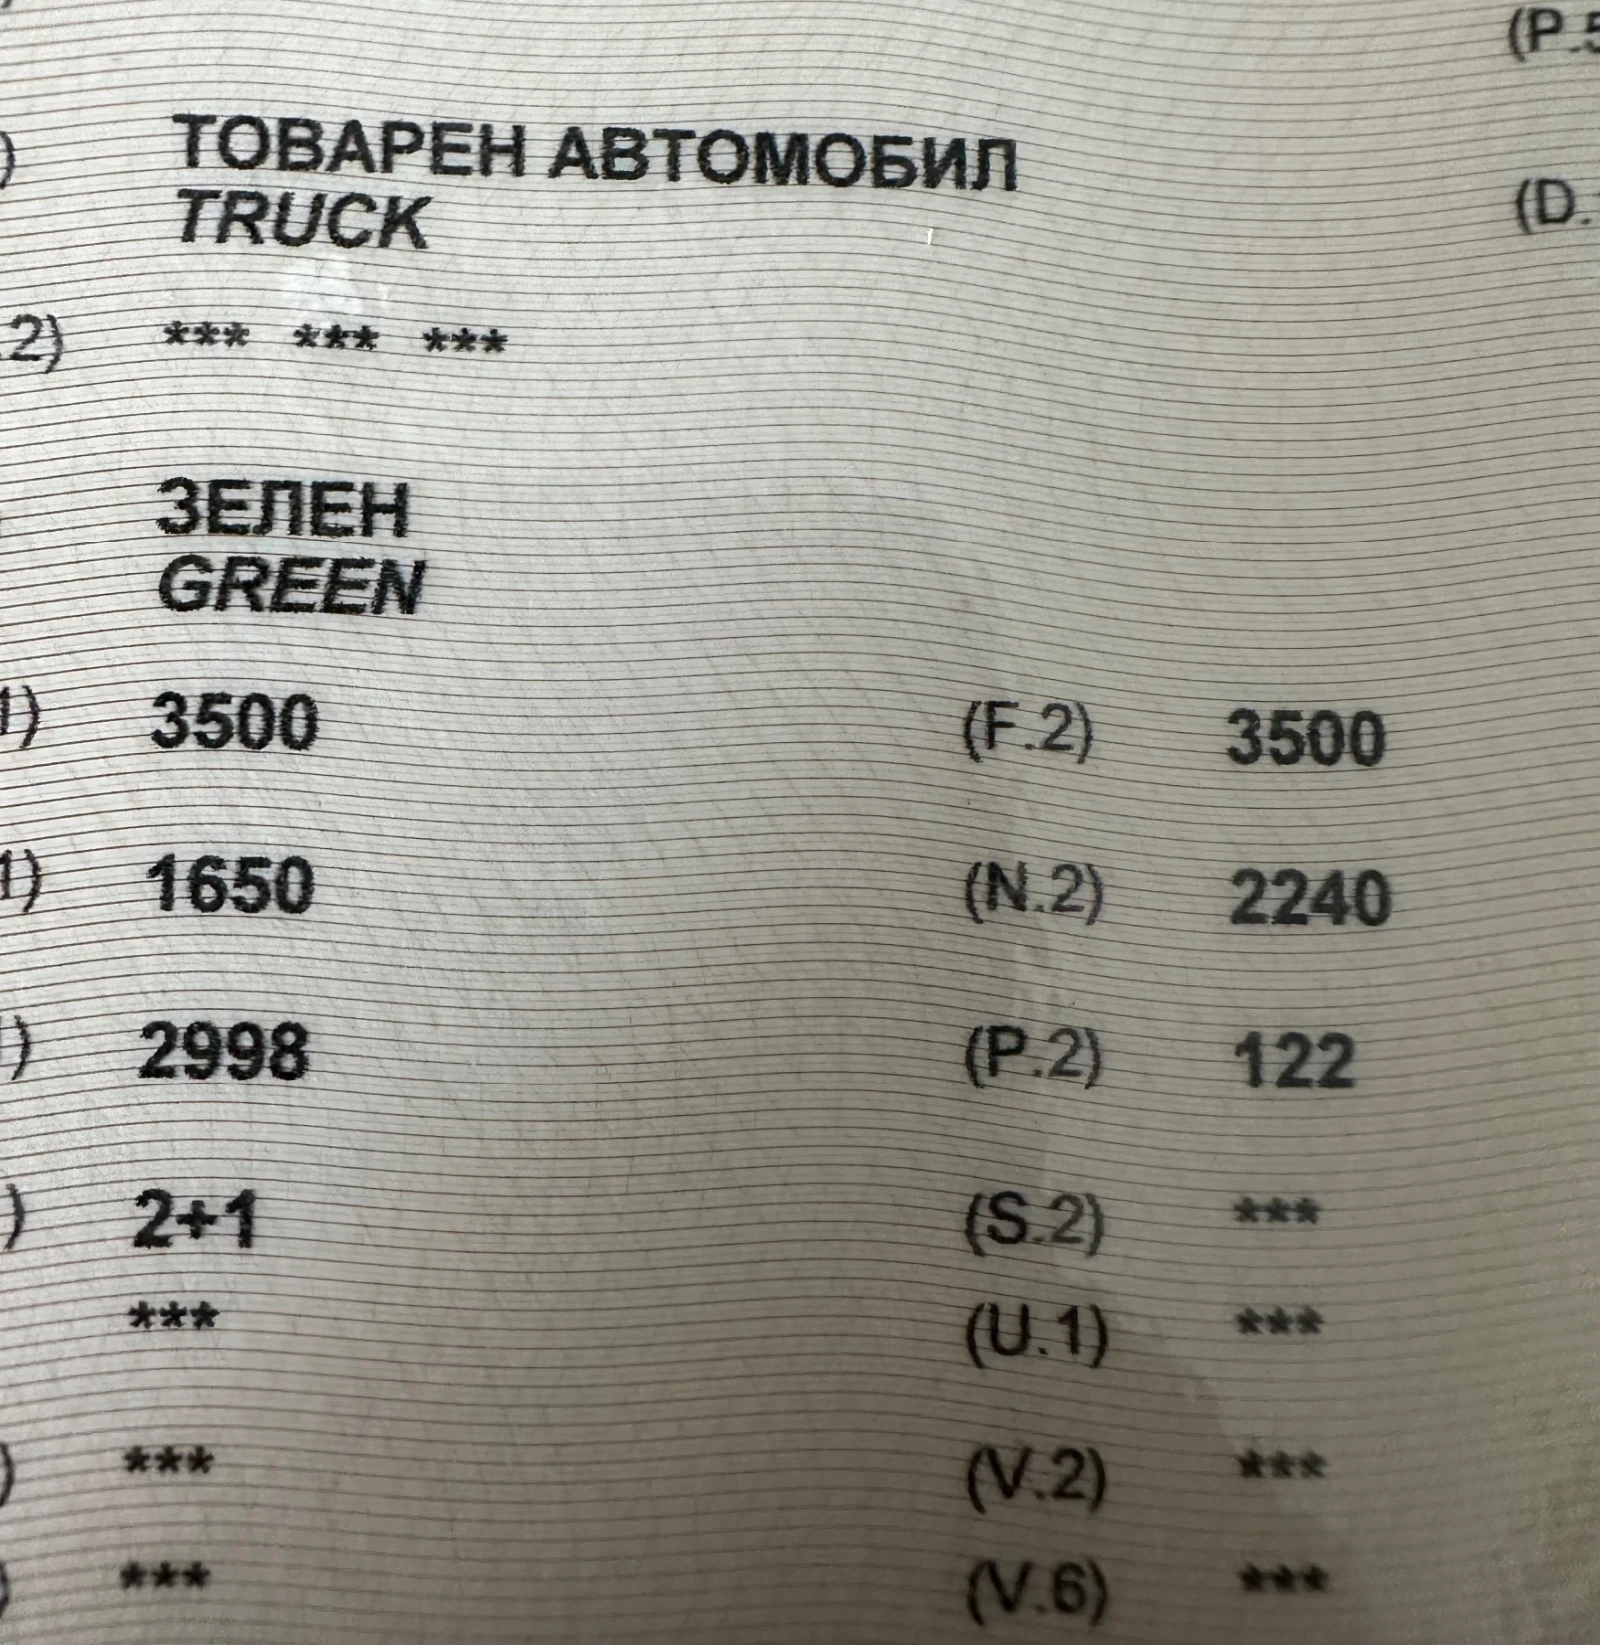 (P.5
) ТОВАРЕН АВТОМОБИЛ
TRUCK
(D.
.2) *** *** ***
ЗЕЛЕН
GREEN
1) 3500 (F.2) 3500
1) 1650 (N.2) 2240
1) 2998 (P.2) 122
) 2+1 (S.2) ***
*** (U.1) ***
) *** (V.2) ***
) *** (V.6) ***